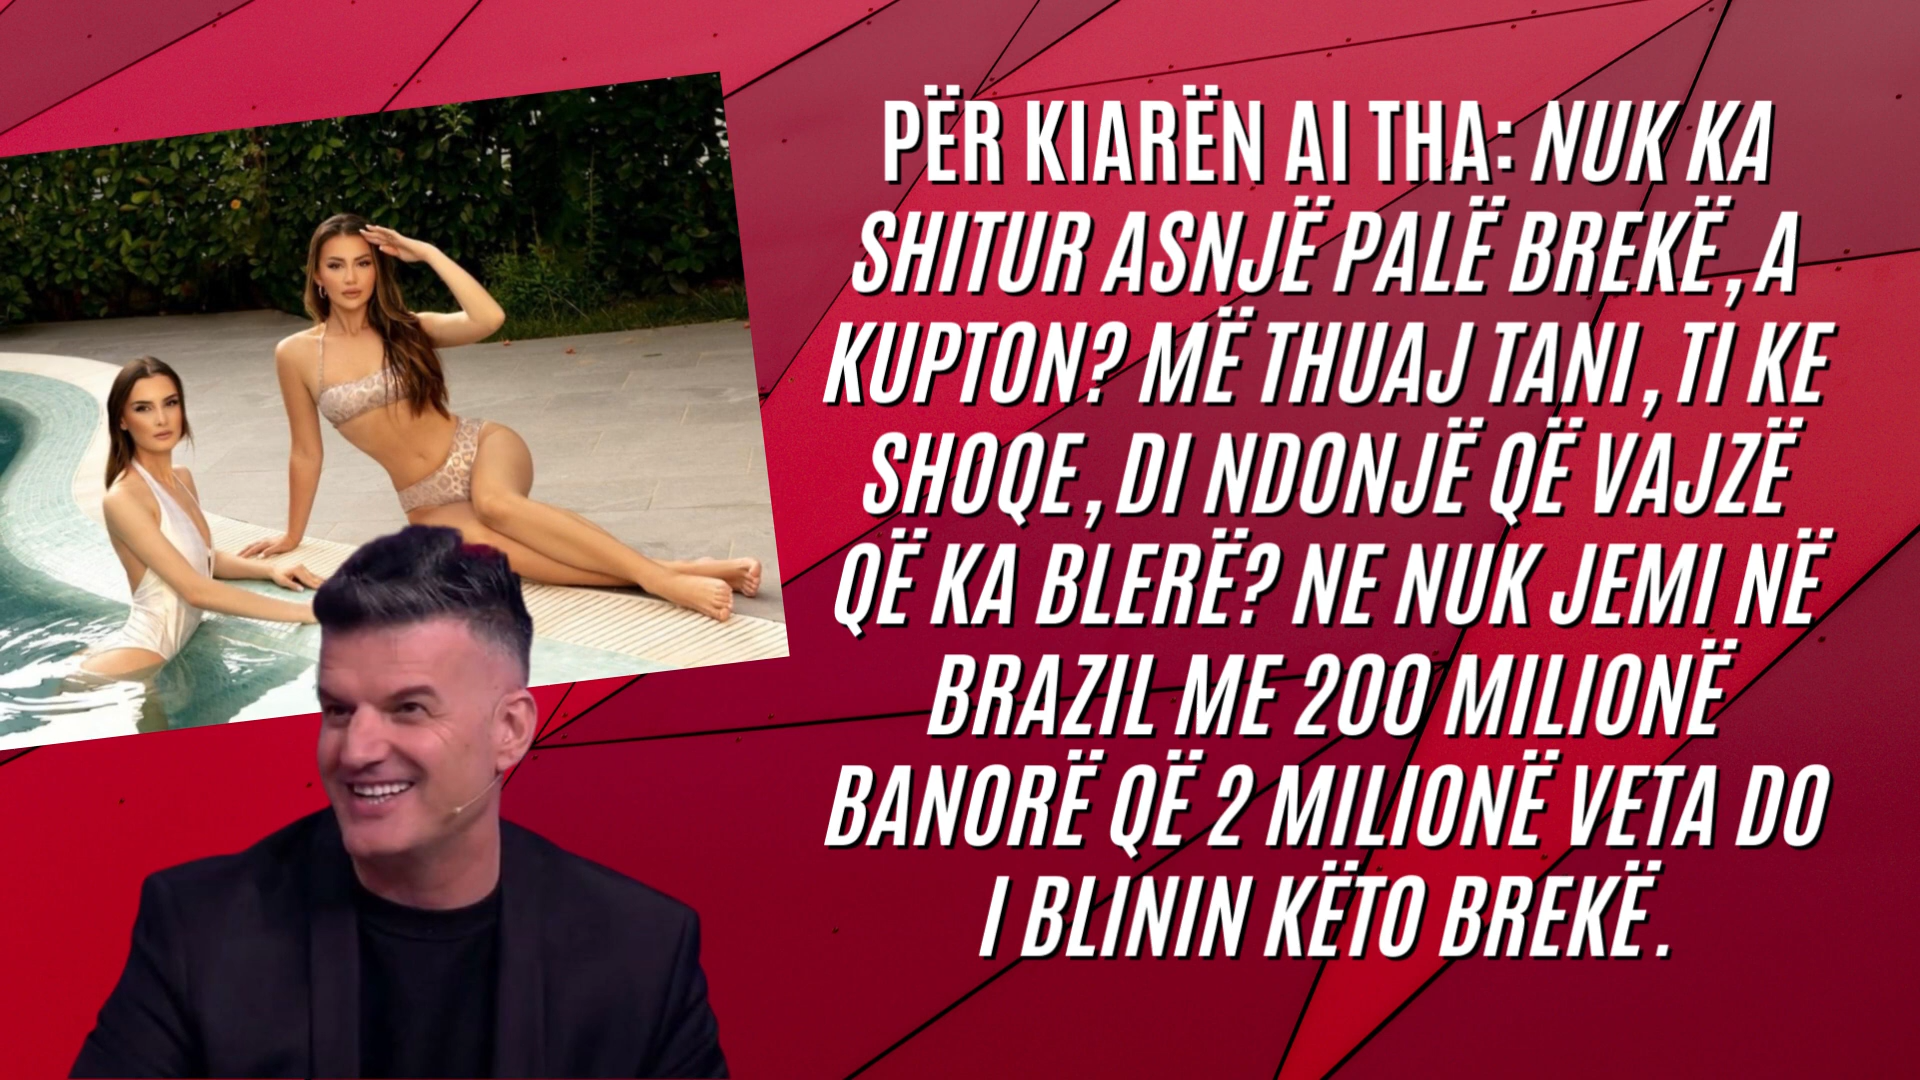 PËR KIARËN AI THA: NUK KA
SHITUR ASNJË PALË BREKË, A
KUPTON? MË THUAJ TANI, TI KE
SHOQE, DI NDONJË QË VAJZË
QË KA BLERË? NE NUK JEMI NË
BRAZIL ME 200 MILIONË
BANORË QË 2 MILIONË VETA DO
I BLININ KËTO BREKË.